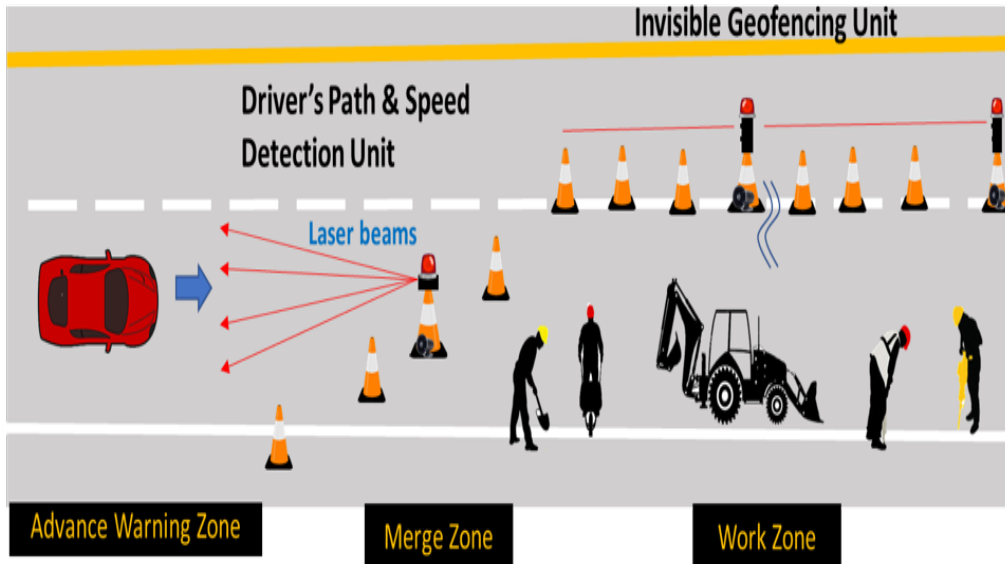 Invisible Geofencing Unit
Driver's Path & Speed
Detection Unit
Laser beams
Advance Warning Zone
Merge Zone
Work Zone